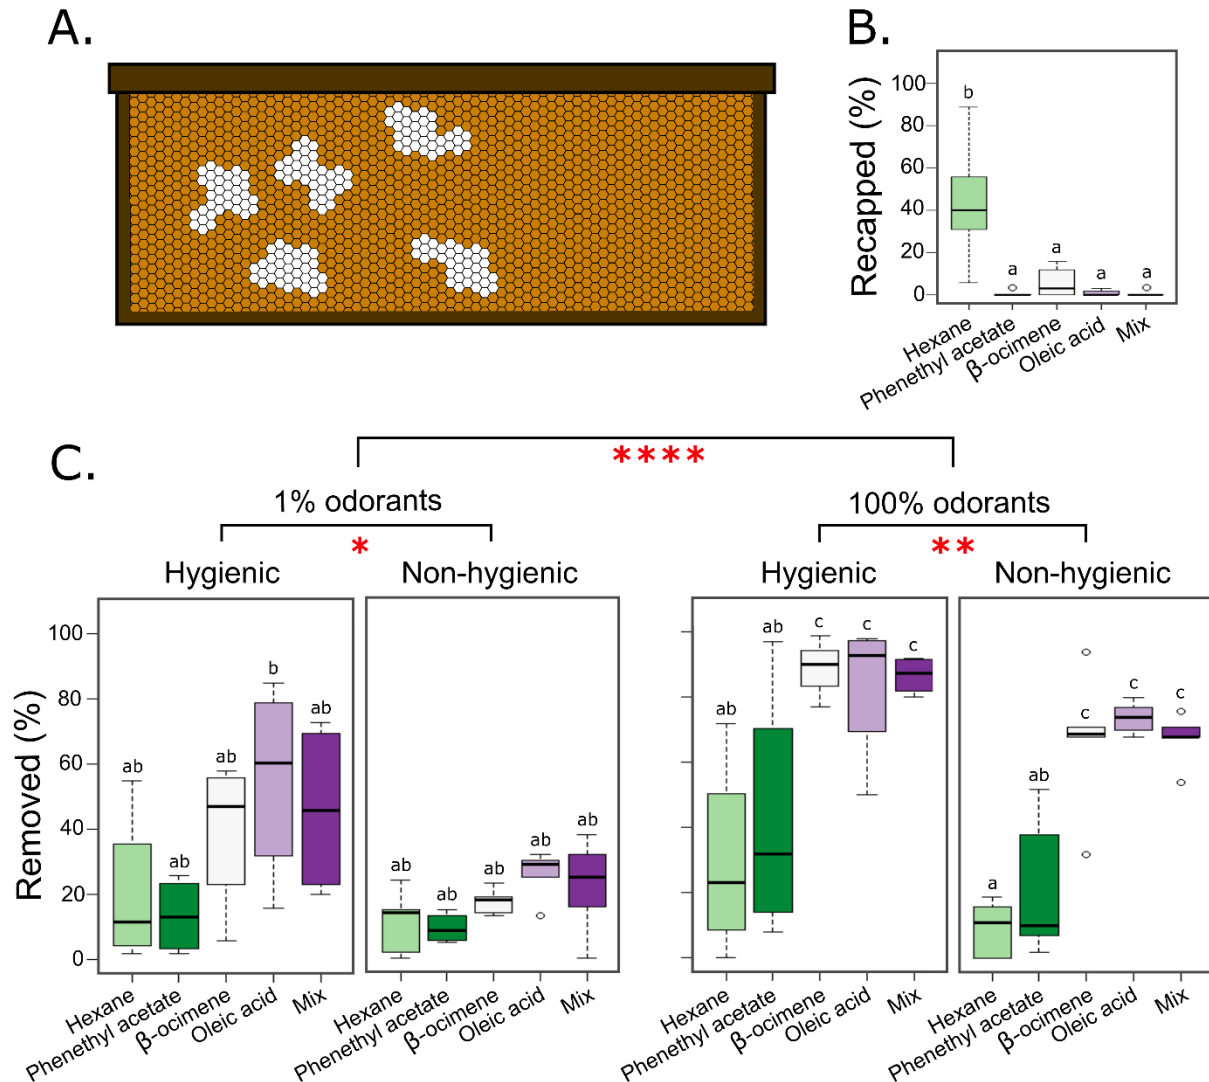 A.
B.
Recapped (%)
100
80
60
40
20
0
b
a
a
a
a
Hexane
Phenethyl acetate
β-ocimene
Oleic acid
Mix
C.
****
1% odorants
100% odorants
*
**
Hygienic
Non-hygienic
Hygienic
Non-hygienic
Removed (%)
100
80
60
40
20
0
ab
ab
ab
b
ab
ab
ab
ab
ab
ab
ab
ab
c
c
c
a
ab
c
c
c
Hexane
Phenethyl acetate
β-ocimene
Oleic acid
Mix
Hexane
Phenethyl acetate
β-ocimene
Oleic acid
Mix
Hexane
Phenethyl acetate
β-ocimene
Oleic acid
Mix
Hexane
Phenethyl acetate
β-ocimene
Oleic acid
Mix